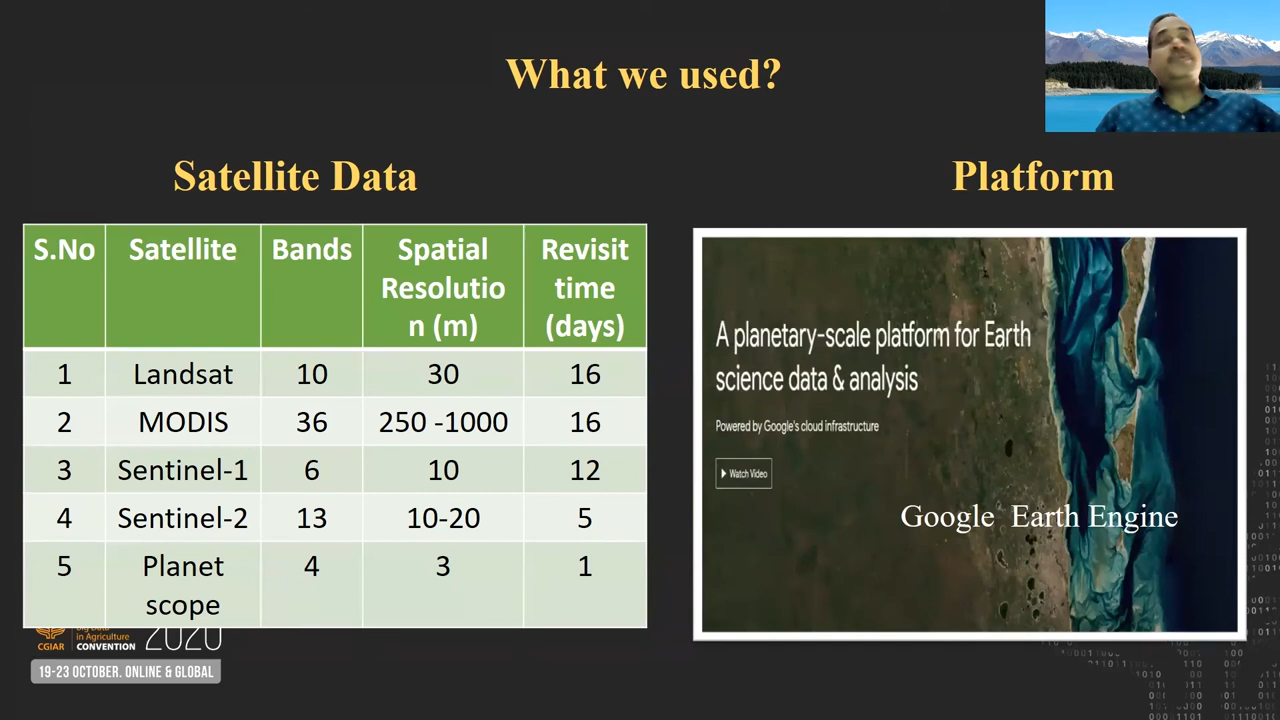 What we used?
Satellite Data
Platform
S.No Satellite Bands Spatial Resolutio n (m) Revisit time (days)
1 Landsat 10 30 16
2 MODIS 36 250 -1000 16
3 Sentinel-1 6 10 12
4 Sentinel-2 13 10-20 5
5 Planet scope 4 3 1
A planetary-scale platform for Earth
science data & analysis
Powered by Google's cloud infrastructure
Watch Video
Google Earth Engine
CGIAR
in Agriculture
CONVENTION 2020
19-23 OCTOBER. ONLINE & GLOBAL